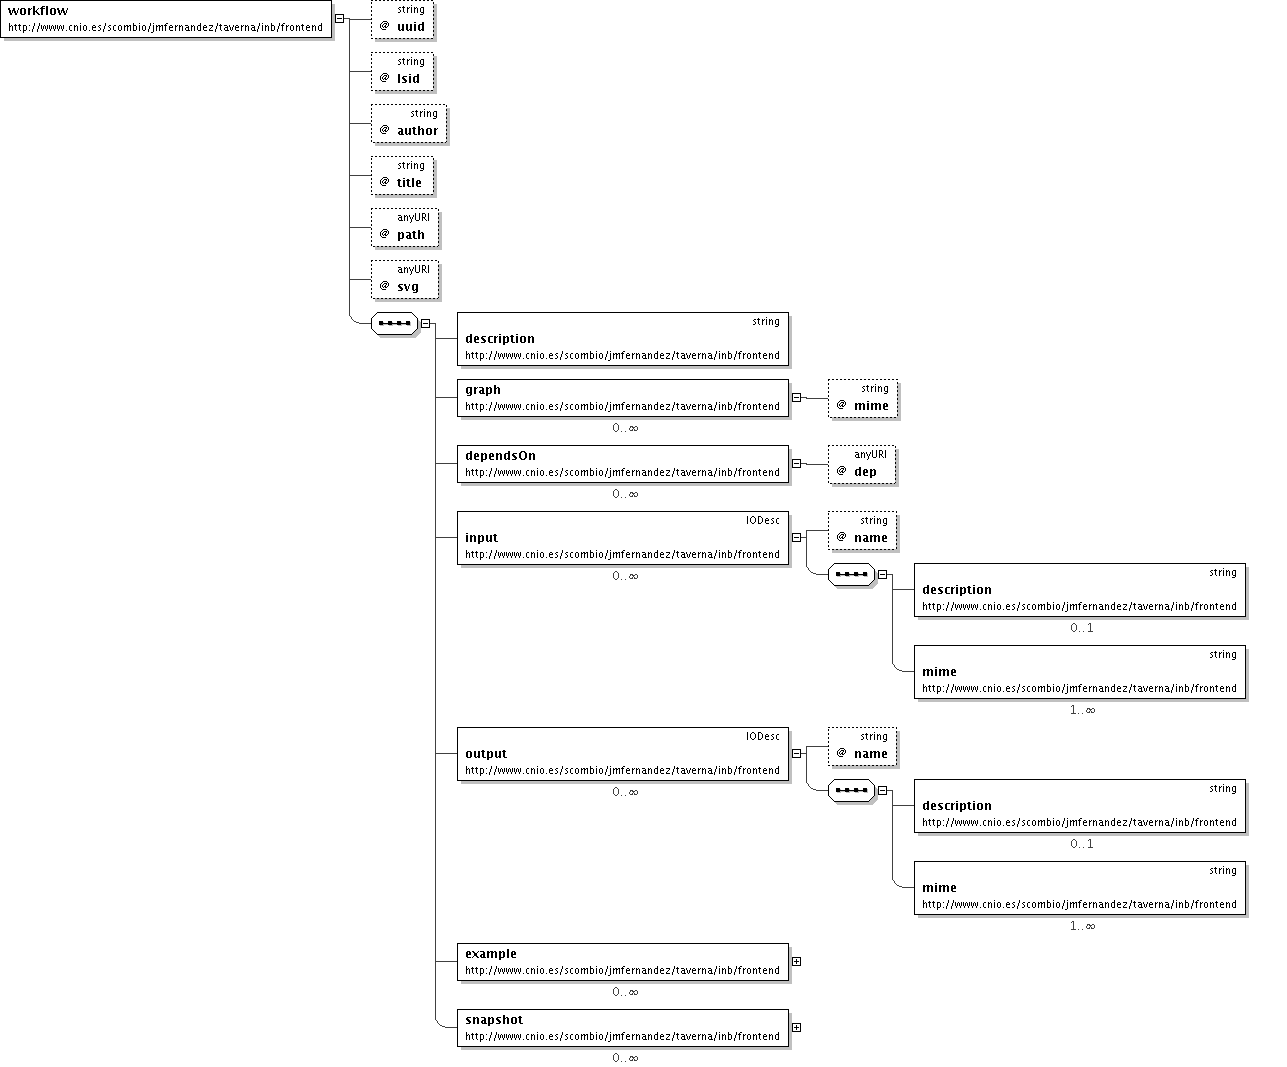 workflow
http://www.cnio.es/scombio/jmfernandez/taverna/inb/frontend
string
@ uuid
string
@ lsid
string
@ author
string
@ title
anyURI
@ path
anyURI
@ svg
string
description
http://www.cnio.es/scombio/jmfernandez/taverna/inb/frontend
graph
http://www.cnio.es/scombio/jmfernandez/taverna/inb/frontend
0..∞
string
@ mime
dependsOn
http://www.cnio.es/scombio/jmfernandez/taverna/inb/frontend
0..∞
anyURI
@ dep
IODesc
input
http://www.cnio.es/scombio/jmfernandez/taverna/inb/frontend
0..∞
string
@ name
string
description
http://www.cnio.es/scombio/jmfernandez/taverna/inb/frontend
0..1
string
mime
http://www.cnio.es/scombio/jmfernandez/taverna/inb/frontend
1..∞
IODesc
output
http://www.cnio.es/scombio/jmfernandez/taverna/inb/frontend
0..∞
string
@ name
string
description
http://www.cnio.es/scombio/jmfernandez/taverna/inb/frontend
0..1
string
mime
http://www.cnio.es/scombio/jmfernandez/taverna/inb/frontend
1..∞
example
http://www.cnio.es/scombio/jmfernandez/taverna/inb/frontend
0..∞
snapshot
http://www.cnio.es/scombio/jmfernandez/taverna/inb/frontend
0..∞